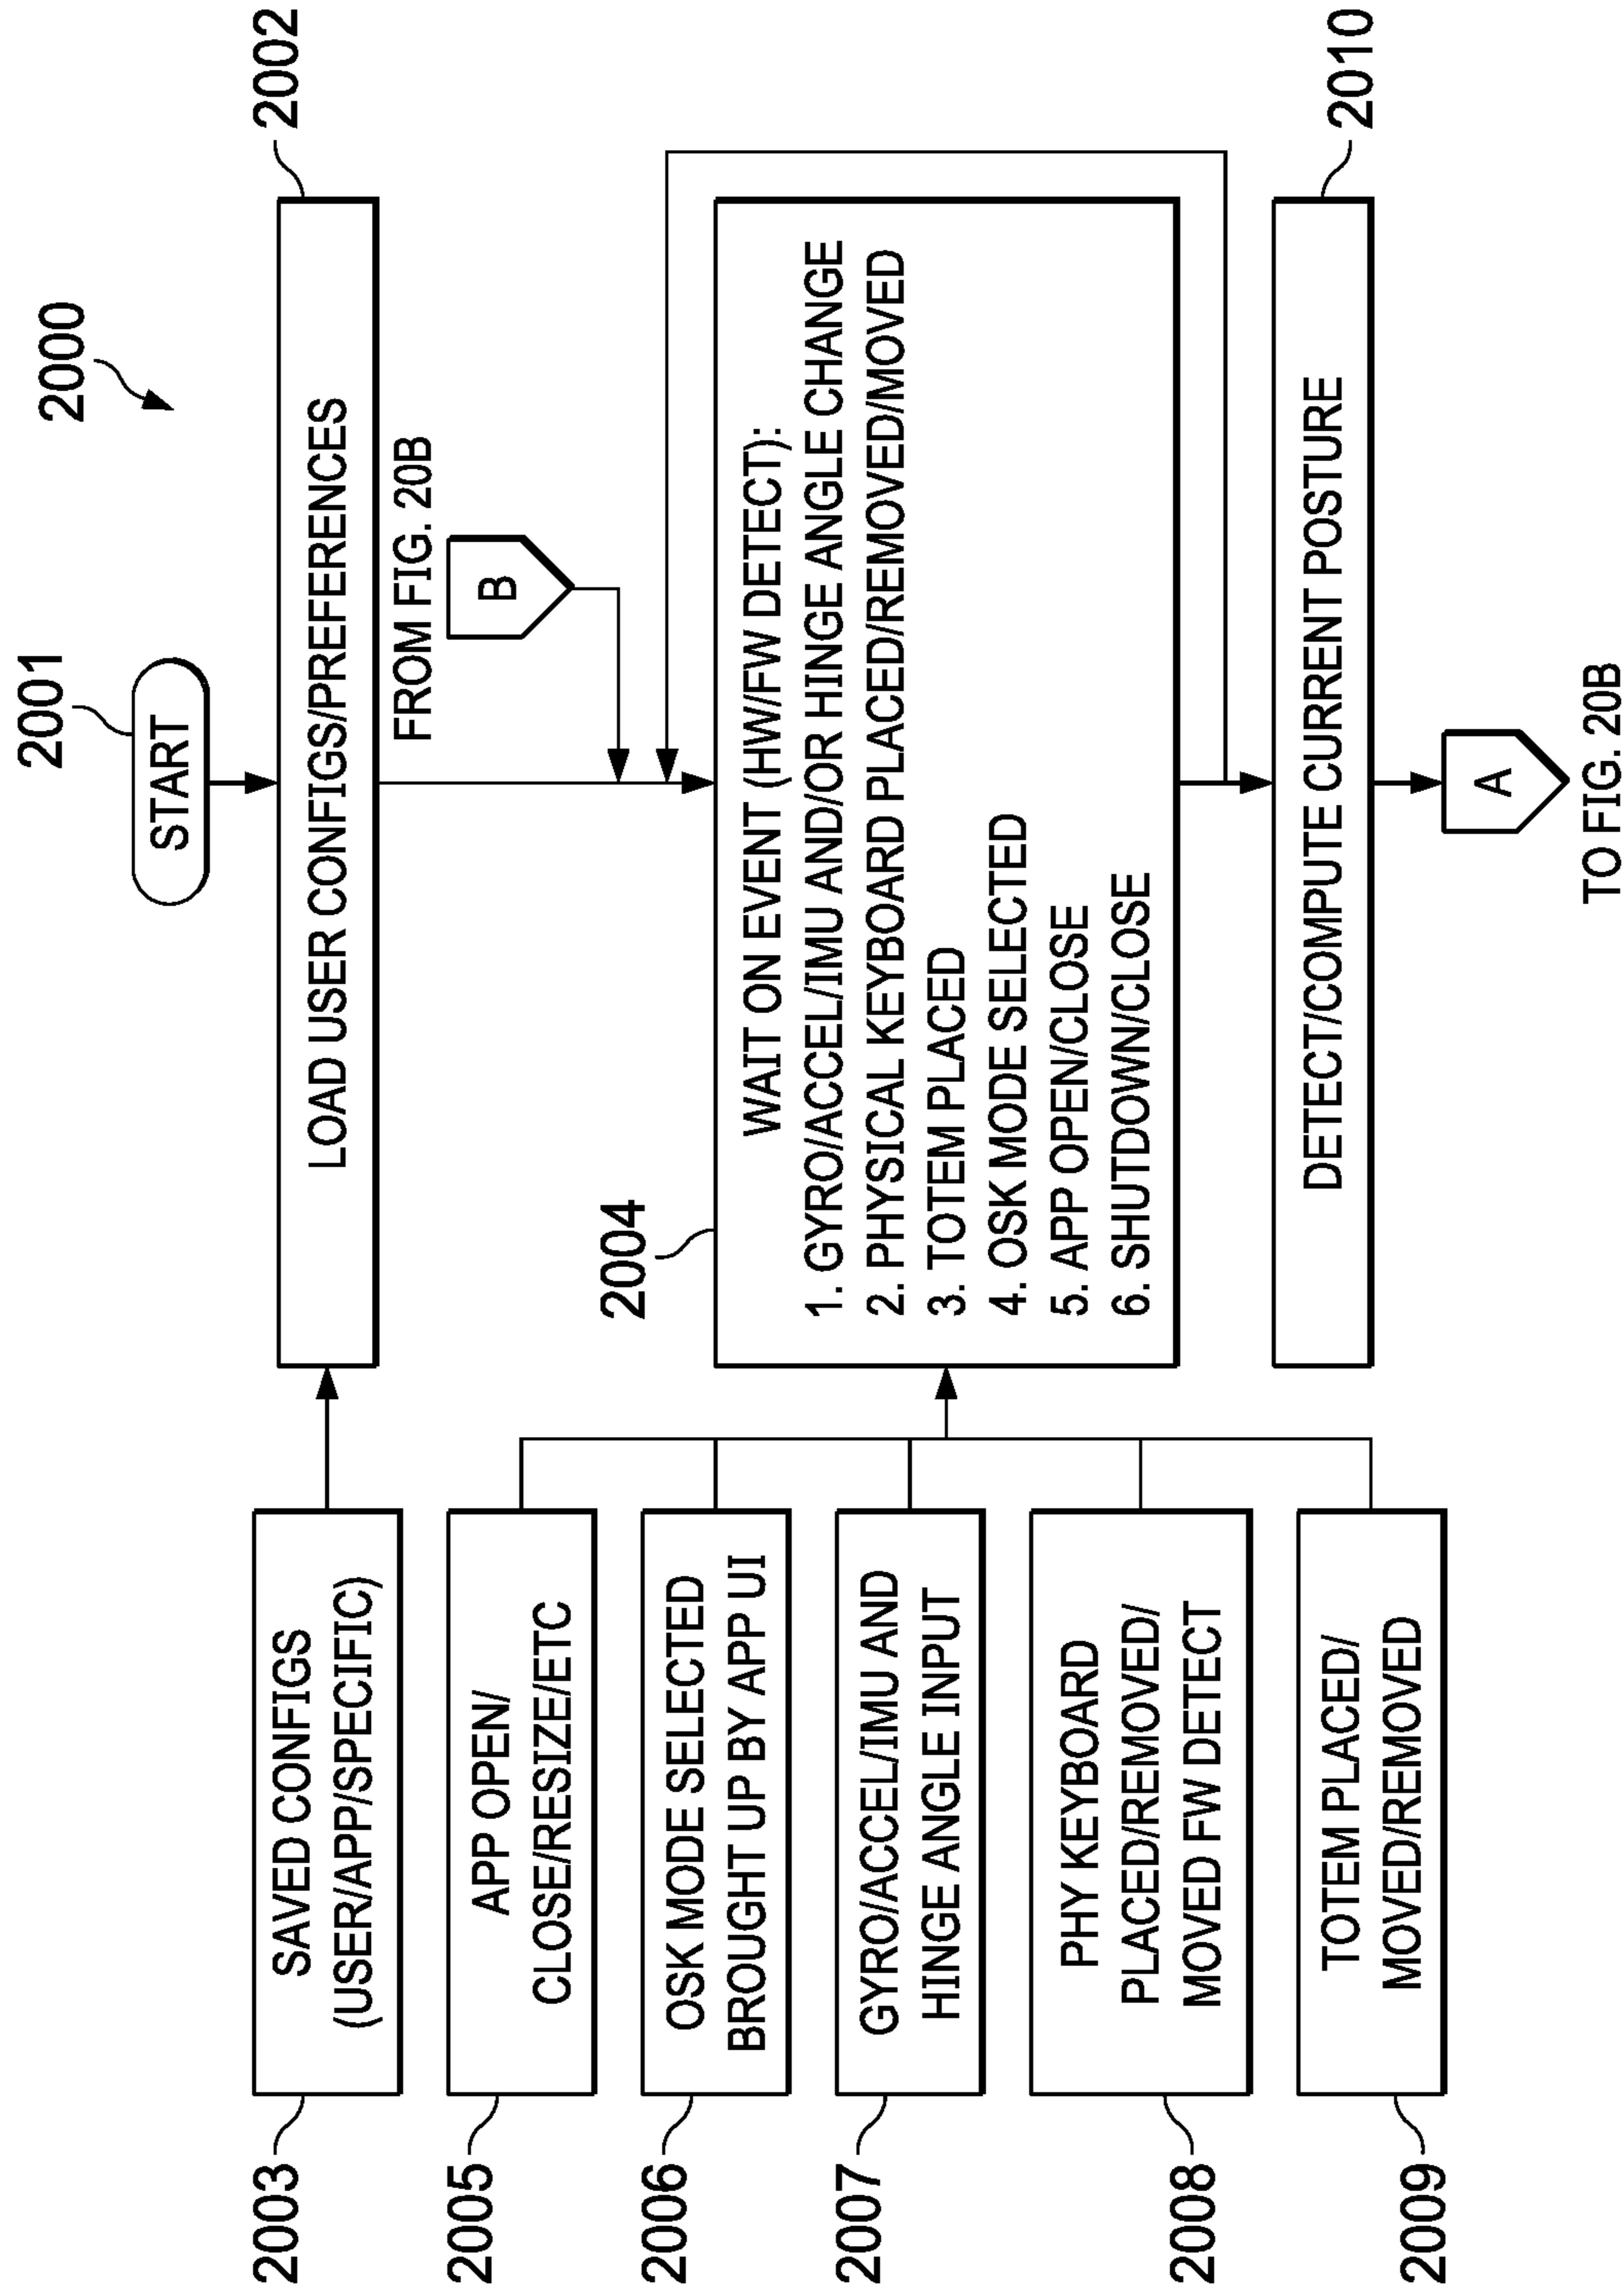 2000
2001
START
2002
LOAD USER CONFIGS/PREFERENCES
2003
SAVED CONFIGS
(USER/APP/SPECIFIC)
FROM FIG. 20B
B
2004
WAIT ON EVENT (HW/FW DETECT):
1. GYRO/ACCEL/IMU AND/OR HINGE ANGLE CHANGE
2. PHYSICAL KEYBOARD PLACED/REMOVED/MOVED
3. TOTEM PLACED
4. OSK MODE SELECTED
5. APP OPEN/CLOSE
6. SHUTDOWN/CLOSE
2005
APP OPEN/
CLOSE/RESIZE/ETC
2006
OSK MODE SELECTED
BROUGHT UP BY APP UI
2007
GYRO/ACCEL/IMU AND
HINGE ANGLE INPUT
2008
PHY KEYBOARD
PLACED/REMOVED/
MOVED FW DETECT
2009
TOTEM PLACED/
MOVED/REMOVED
2010
DETECT/COMPUTE CURRENT POSTURE
A
TO FIG. 20B